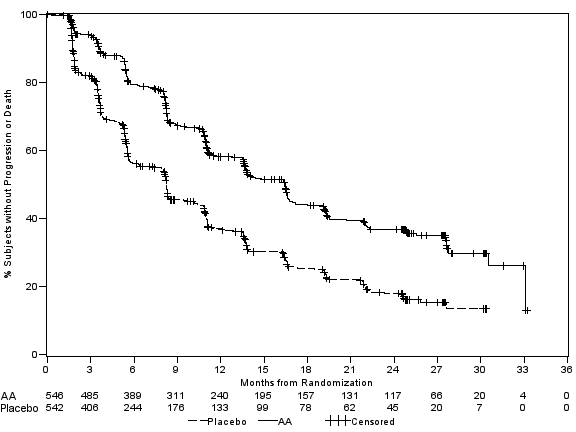 % Subjects without Progression or Death
100
80
60
40
20
0
0 3 6 9 12 15 18 21 24 27 30 33 36
Months from Randomization
AA 546 485 389 311 240 195 157 131 117 66 20 4 0
Placebo 542 406 244 176 133 99 78 62 45 20 7 0 0
Placebo AA Censored